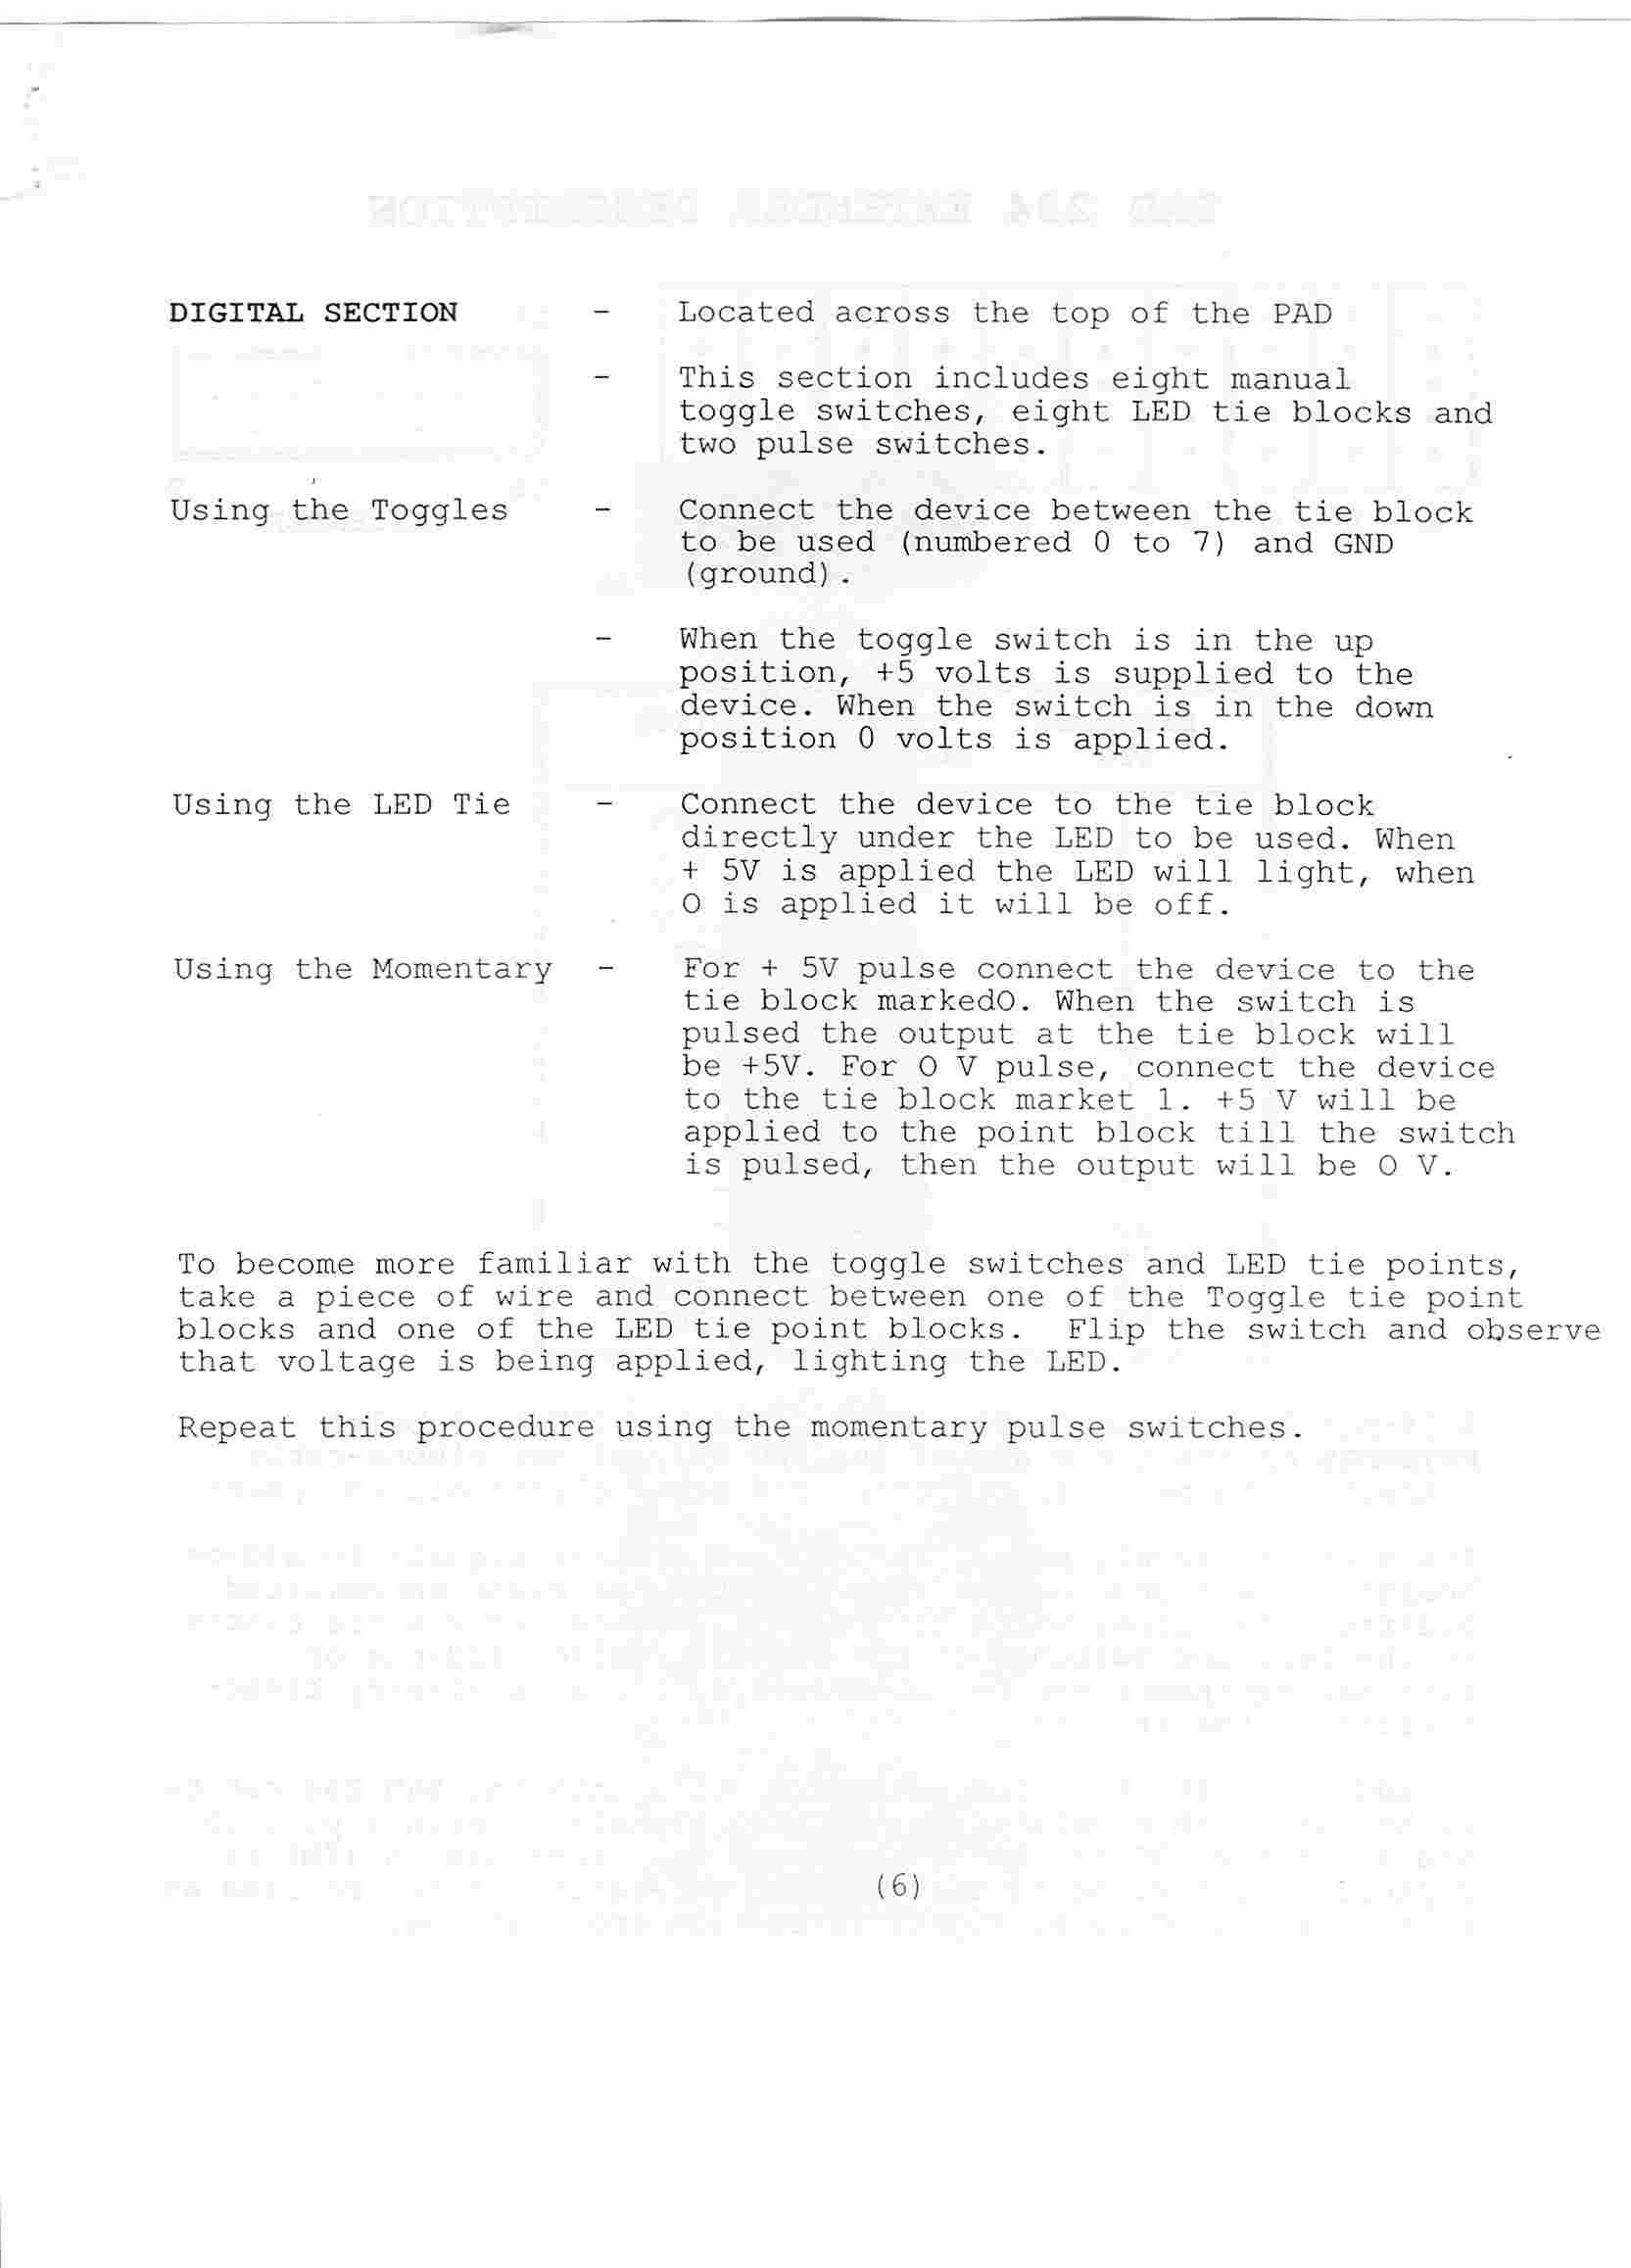 DIGITAL SECTION - Located across the top of the PAD
- This section includes eight manual
toggle switches, eight LED tie blocks and
two pulse switches.
Using the Toggles - Connect the device between the tie block
to be used (numbered 0 to 7) and GND
(ground).
- When the toggle switch is in the up
position, +5 volts is supplied to the
device. When the switch is in the down
position 0 volts is applied.
Using the LED Tie - Connect the device to the tie block
directly under the LED to be used. When
+ 5V is applied the LED will light, when
O is applied it will be off.
Using the Momentary - For + 5V pulse connect the device to the
tie block markedO. When the switch is
pulsed the output at the tie block will
be +5V. For O V pulse, connect the device
to the tie block market 1. +5 V will be
applied to the point block till the switch
is pulsed, then the output will be O V.
To become more familiar with the toggle switches and LED tie points,
take a piece of wire and connect between one of the Toggle tie point
blocks and one of the LED tie point blocks. Flip the switch and observe
that voltage is being applied, lighting the LED.
Repeat this procedure using the momentary pulse switches.
(6)